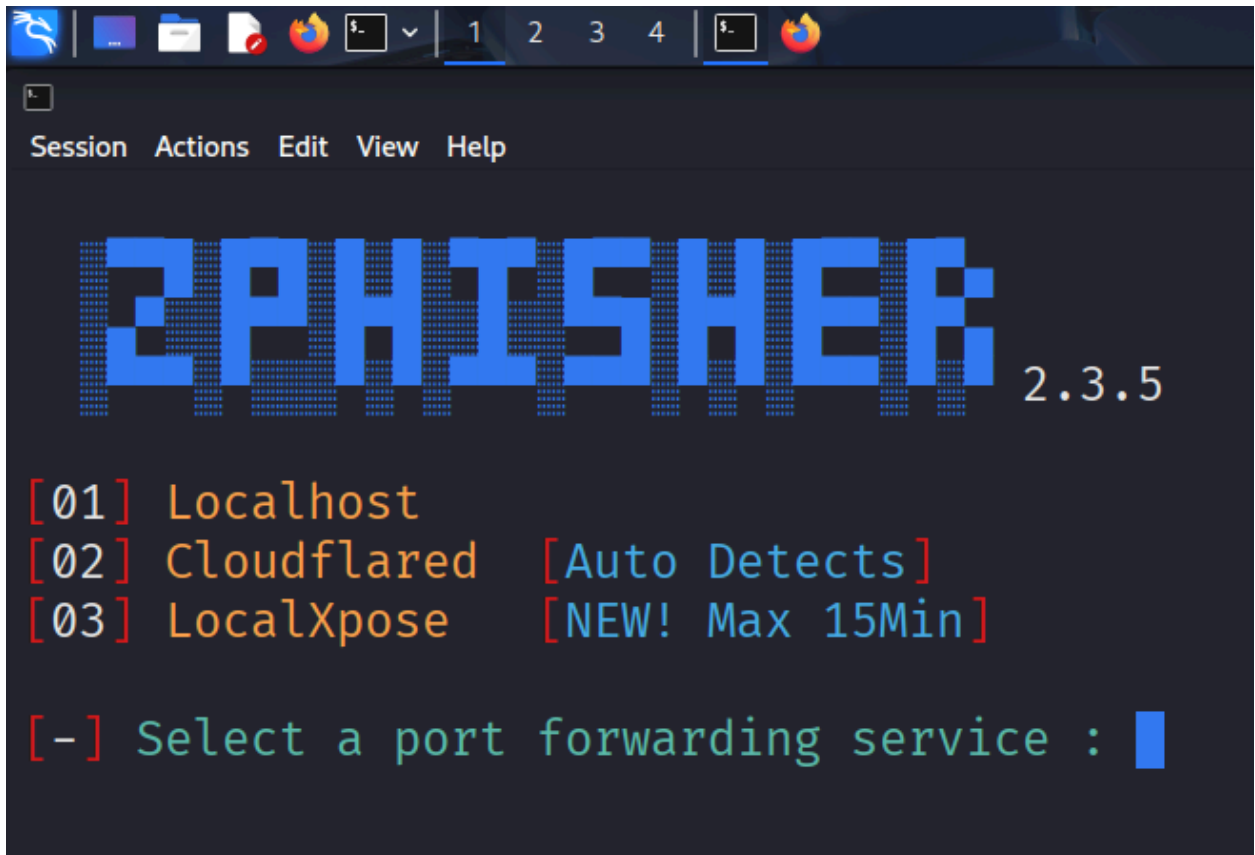 1 2 3 4
Session Actions Edit View Help
ZPHISHER 2.3.5
[01] Localhost
[02] Cloudflared [Auto Detects]
[03] LocalXpose [NEW! Max 15Min]
[-] Select a port forwarding service :